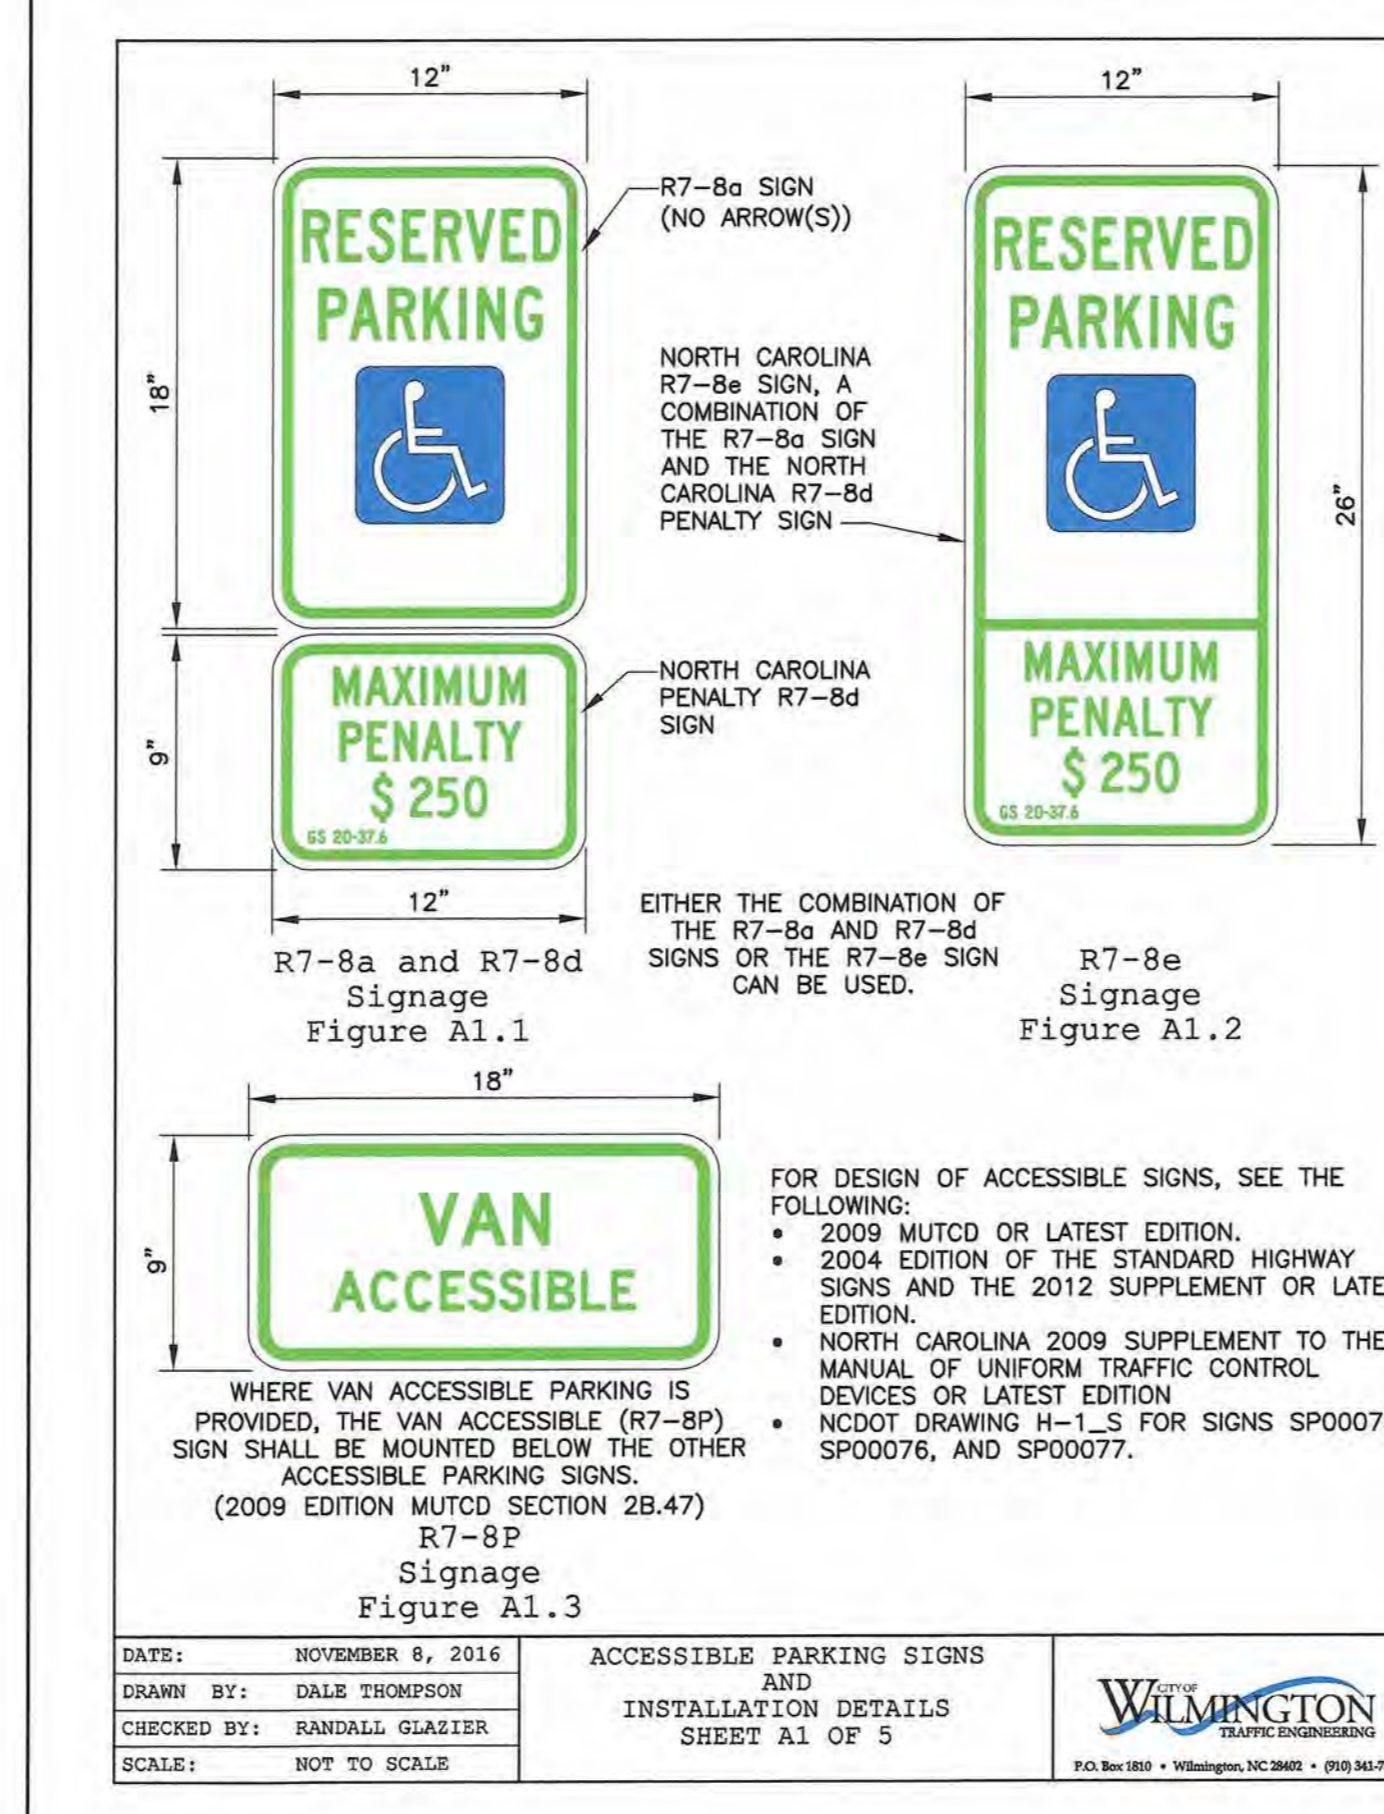 12"
RESERVED
PARKING
18"
R7-8a SIGN
(NO ARROW(S))
MAXIMUM
PENALTY
$ 250
GS 20-37.6
9"
12"
NORTH CAROLINA
PENALTY R7-8d
SIGN
R7-8a and R7-8d
Signage
Figure A1.1
NORTH CAROLINA
R7-8e SIGN, A
COMBINATION OF
THE R7-8a SIGN
AND THE NORTH
CAROLINA R7-8d
PENALTY SIGN
12"
RESERVED
PARKING
26"
MAXIMUM
PENALTY
$ 250
GS 20-37.6
EITHER THE COMBINATION OF
THE R7-8a AND R7-8d
SIGNS OR THE R7-8e SIGN
CAN BE USED.
R7-8e
Signage
Figure A1.2
18"
9"
VAN
ACCESSIBLE
WHERE VAN ACCESSIBLE PARKING IS
PROVIDED, THE VAN ACCESSIBLE (R7-8P)
SIGN SHALL BE MOUNTED BELOW THE OTHER
ACCESSIBLE PARKING SIGNS.
(2009 EDITION MUTCD SECTION 2B.47)
R7-8P
Signage
Figure A1.3
FOR DESIGN OF ACCESSIBLE SIGNS, SEE THE
FOLLOWING:
• 2009 MUTCD OR LATEST EDITION.
• 2004 EDITION OF THE STANDARD HIGHWAY
SIGNS AND THE 2012 SUPPLEMENT OR
EDITION.
• NORTH CAROLINA 2009 SUPPLEMENT TO THE
MANUAL OF UNIFORM TRAFFIC CONTROL
DEVICES OR LATEST EDITION
• NCDOT DRAWING H-1_S FOR SIGNS
SP00076, AND SP00077.
DATE: NOVEMBER 8, 2016
DRAWN BY: DALE THOMPSON
CHECKED BY: RANDALL GLAZIER
SCALE: NOT TO SCALE
ACCESSIBLE PARKING SIGNS
AND
INSTALLATION DETAILS
SHEET A1 OF 5
CITY OF
WILMINGTON
TRAFFIC ENGINEERING
P.O. Box 1810 • Wilmington, NC 28402 • (910)